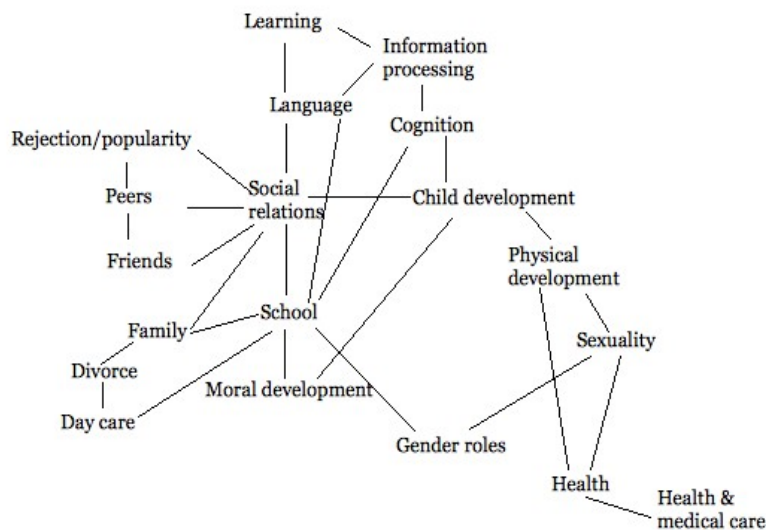 Learning
Information
processing
Language
Cognition
Rejection/popularity
Peers
Social
relations
Child development
Friends
Physical
development
School
Family
Sexuality
Divorce
Moral development
Day care
Gender roles
Health
Health &
medical care